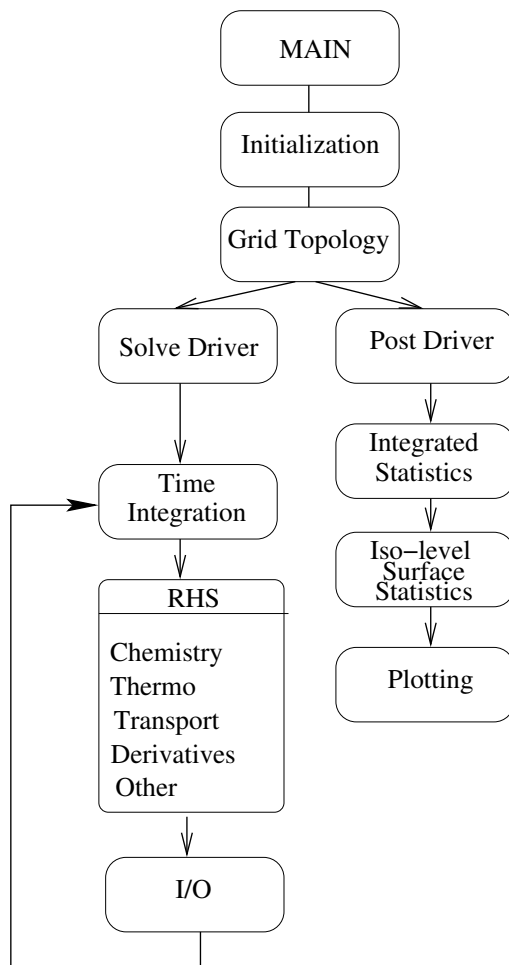 MAIN
Initialization
Grid Topology
Solve Driver
Post Driver
Time
Integration
RHS
Chemistry
Thermo
Transport
Derivatives
Other
I/O
Integrated
Statistics
Iso−level
Surface
Statistics
Plotting